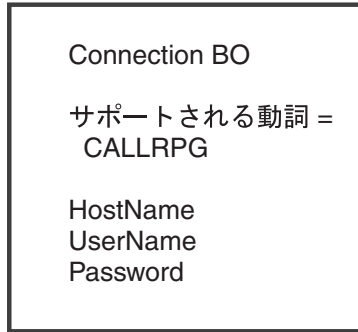 Connection BO
サポートされる動詞 =
CALLRPG
HostName
UserName
Password